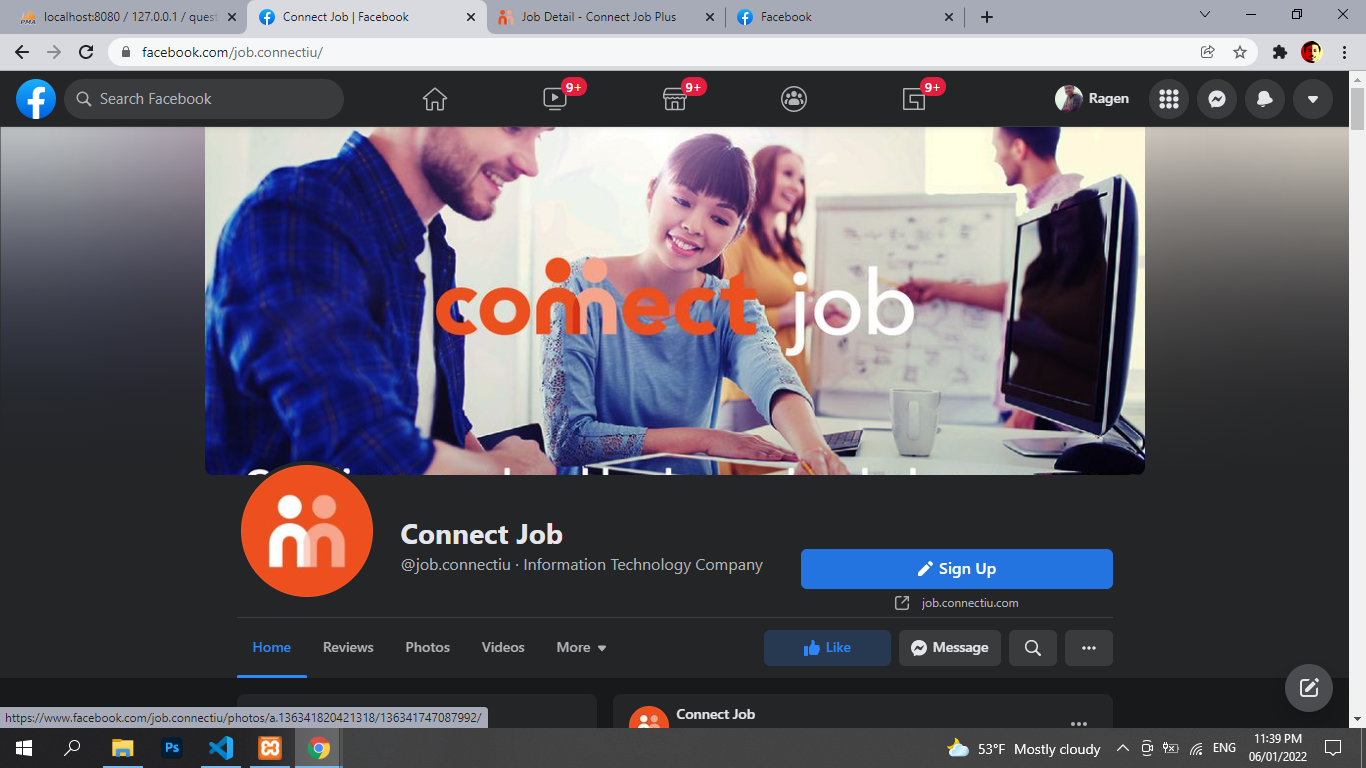 localhost:8080 / 127.0.0.1 / quest
Connect Job | Facebook
Job Detail - Connect Job Plus
Facebook
facebook.com/job.connectiu/
Search Facebook
9+
9+
9+
Ragen
connect job
Connect Job
@job.connectiu · Information Technology Company
Sign Up
job.connectiu.com
Home
Reviews
Photos
Videos
More
Like
Message
Connect Job
https://www.facebook.com/job.connectiu/photos/a.136341820421318/136341747087992/
Ps
53°F Mostly cloudy
ENG
11:39 PM
06/01/2022